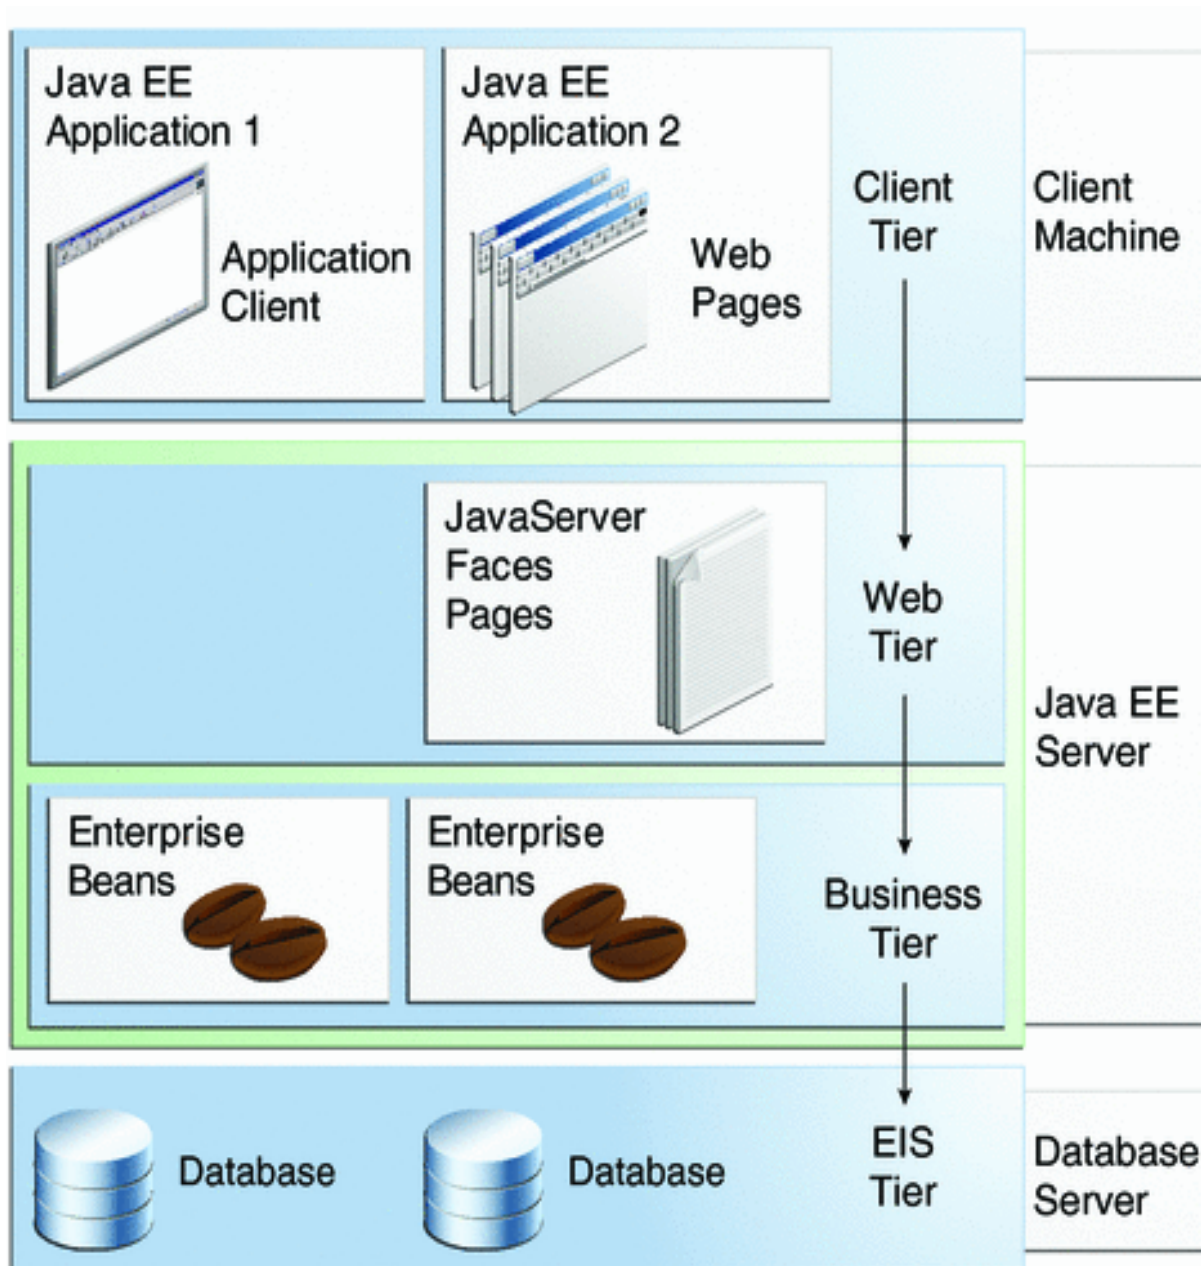 Java EE
Application 1
Application
Client
Java EE
Application 2
Web
Pages
Client
Tier
Client
Machine
JavaServer
Faces
Pages
Web
Tier
Java EE
Server
Enterprise
Beans
Enterprise
Beans
Business
Tier
Database
Database
EIS
Tier
Database
Server